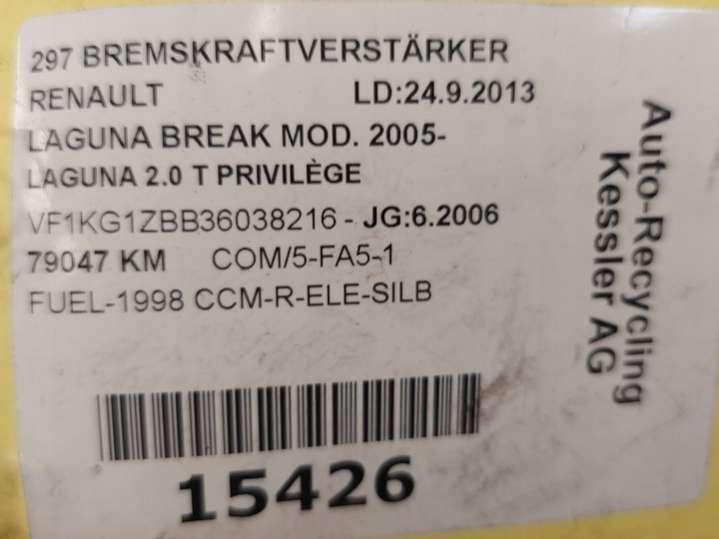 297 BREMSKRAFTVERSTÄRKER
RENAULT LD:24.9.2013
LAGUNA BREAK MOD. 2005-
LAGUNA 2.0 T PRIVILÈGE
VF1KG1ZBB36038216 - JG:6.2006
79047 KM COM/5-FA5-1
FUEL-1998 CCM-R-ELE-SILB
15426
Auto-Recycling
Kessler AG